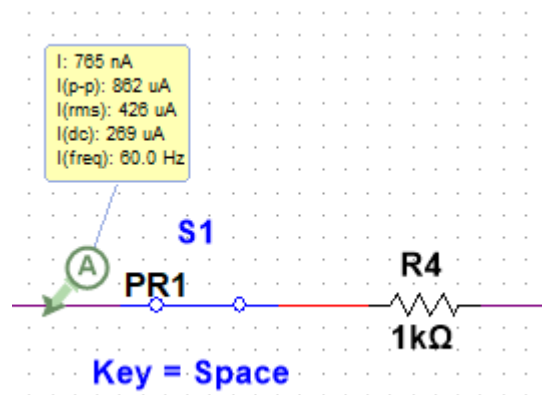 I: 765 nA
I(p-p): 862 uA
I(rms): 426 uA
I(dc): 269 uA
I(freq): 60.0 Hz
S1
A
PR1
R4
1kΩ
Key = Space